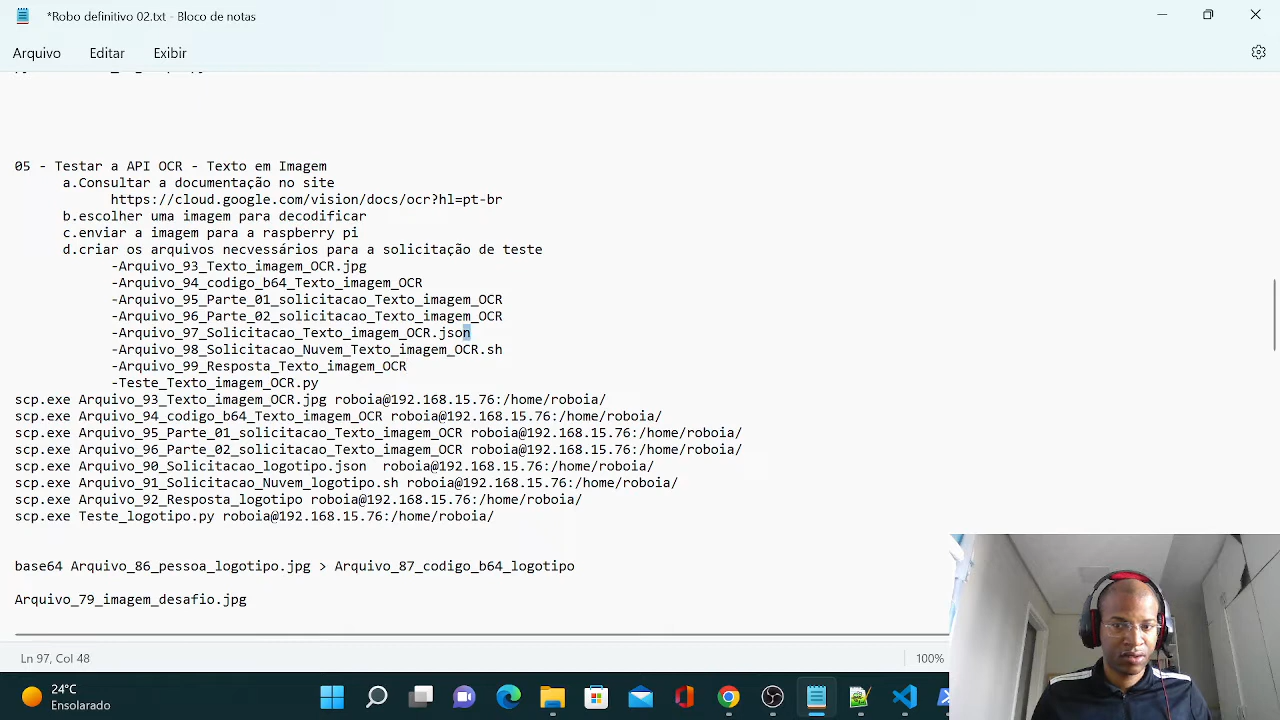 *Robo definitivo 02.txt - Bloco de notas
Arquivo Editar Exibir
05 - Testar a API OCR - Texto em Imagem
a.Consultar a documentação no site
https://cloud.google.com/vision/docs/ocr?hl=pt-br
b.escolher uma imagem para decodificar
c.enviar a imagem para a raspberry pi
d.criar os arquivos necvessários para a solicitação de teste
-Arquivo_93_Texto_imagem_OCR.jpg
-Arquivo_94_codigo_b64_Texto_imagem_OCR
-Arquivo_95_Parte_01_solicitacao_Texto_imagem_OCR
-Arquivo_96_Parte_02_solicitacao_Texto_imagem_OCR
-Arquivo_97_Solicitacao_Texto_imagem_OCR.json
-Arquivo_98_Solicitacao_Nuvem_Texto_imagem_OCR.sh
-Arquivo_99_Resposta_Texto_imagem_OCR
-Teste_Texto_imagem_OCR.py
scp.exe Arquivo_93_Texto_imagem_OCR.jpg roboia@192.168.15.76:/home/roboia/
scp.exe Arquivo_94_codigo_b64_Texto_imagem_OCR roboia@192.168.15.76:/home/roboia/
scp.exe Arquivo_95_Parte_01_solicitacao_Texto_imagem_OCR roboia@192.168.15.76:/home/roboia/
scp.exe Arquivo_96_Parte_02_solicitacao_Texto_imagem_OCR roboia@192.168.15.76:/home/roboia/
scp.exe Arquivo_90_Solicitacao_logotipo.json  roboia@192.168.15.76:/home/roboia/
scp.exe Arquivo_91_Solicitacao_Nuvem_logotipo.sh roboia@192.168.15.76:/home/roboia/
scp.exe Arquivo_92_Resposta_logotipo roboia@192.168.15.76:/home/roboia/
scp.exe Teste_logotipo.py roboia@192.168.15.76:/home/roboia/
base64 Arquivo_86_pessoa_logotipo.jpg > Arquivo_87_codigo_b64_logotipo
Arquivo_79_imagem_desafio.jpg
Ln 97, Col 48 100%
24°C
Ensolarado